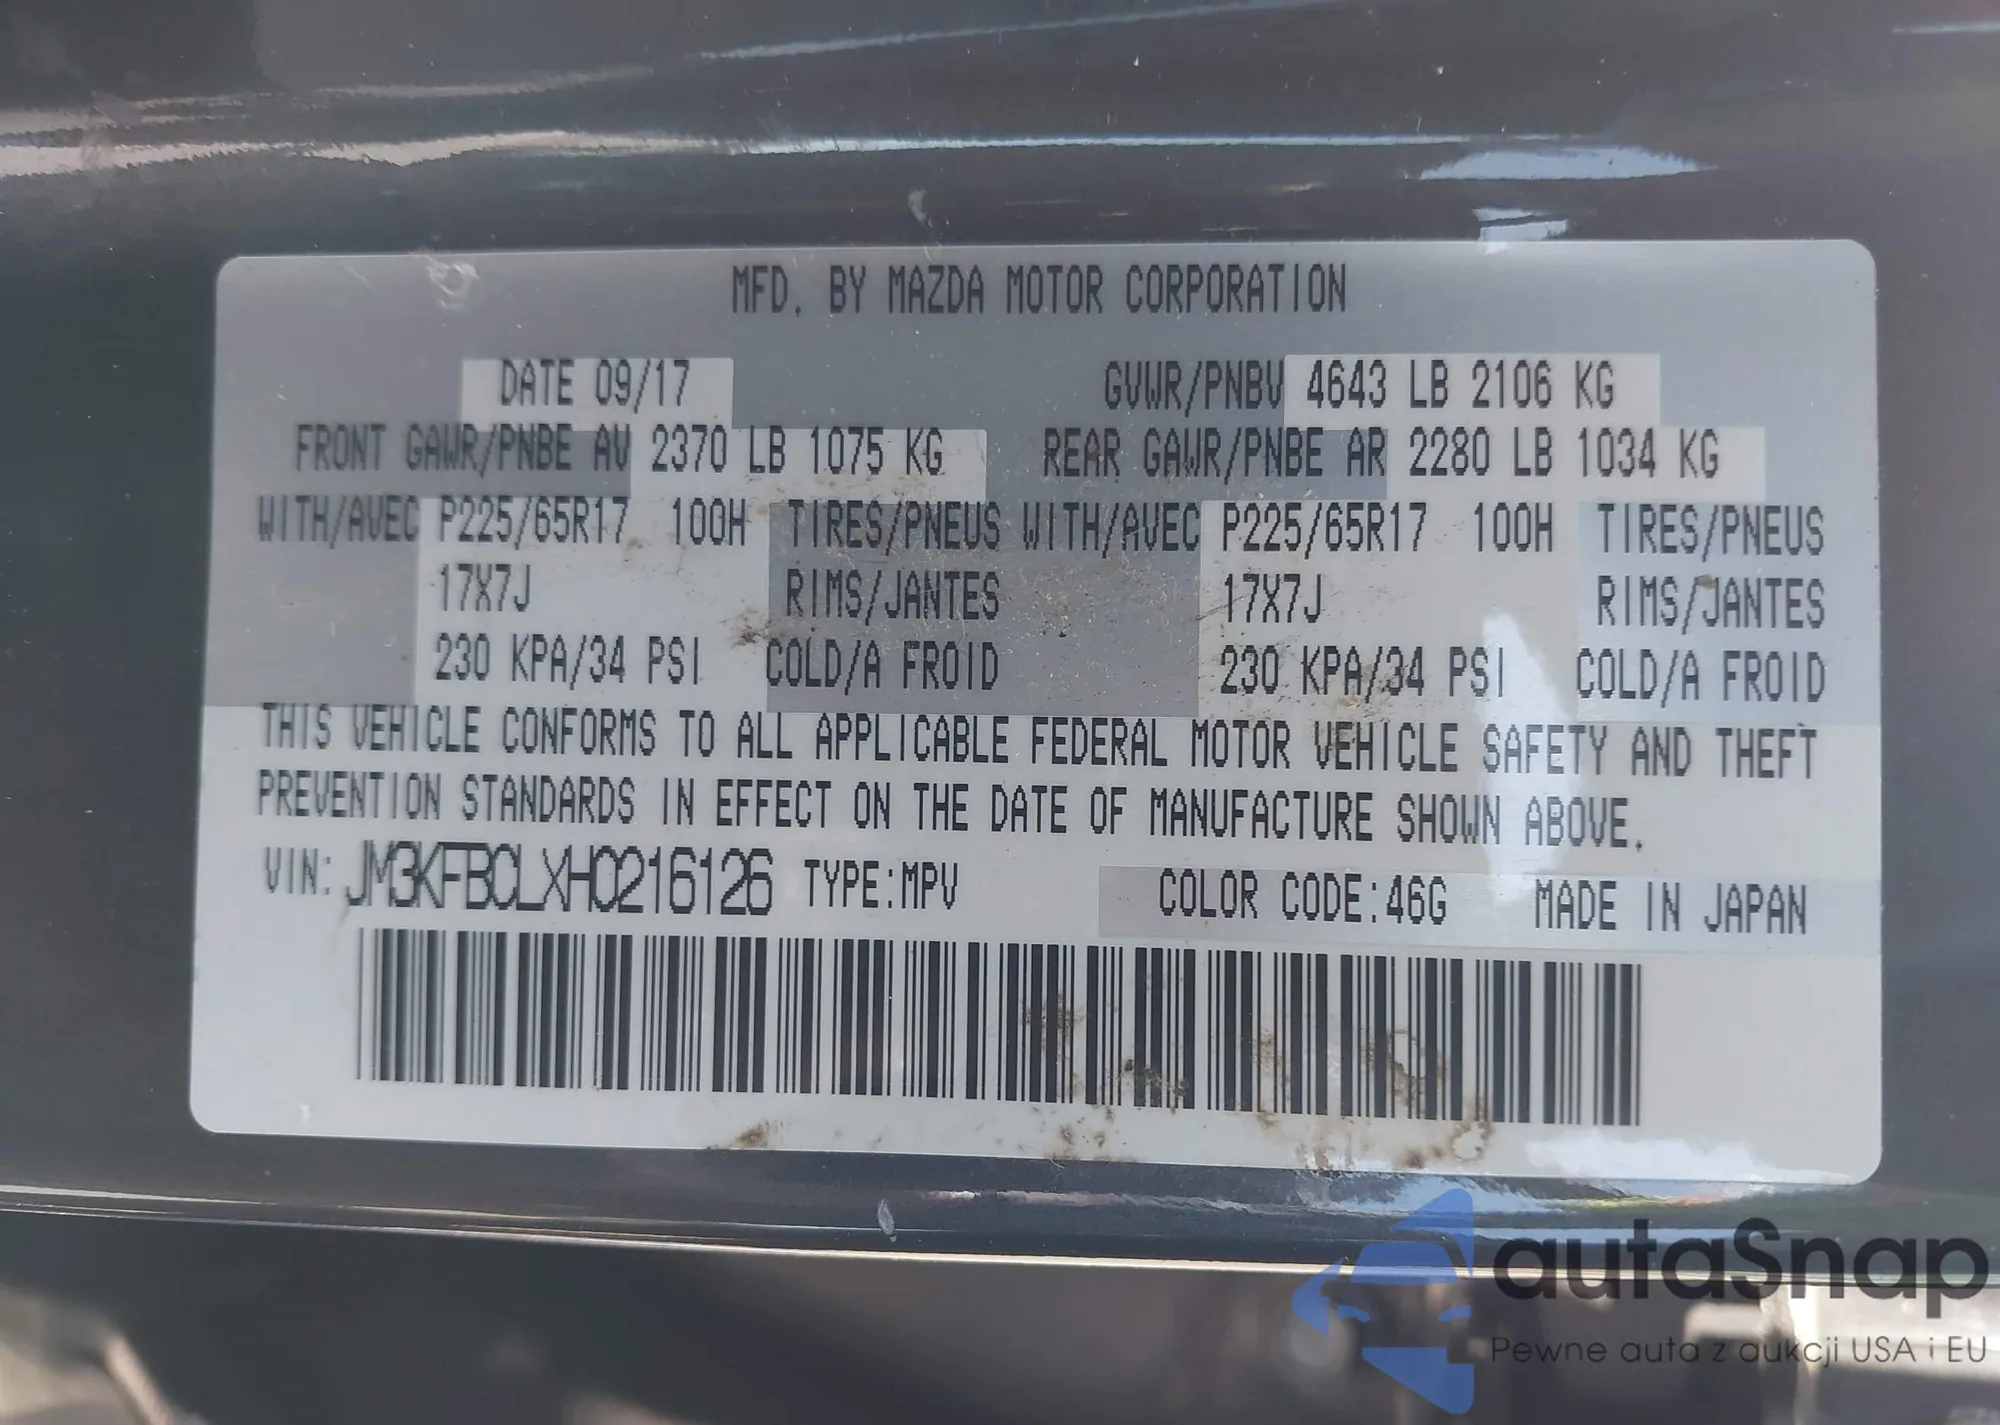 MFD. BY MAZDA MOTOR CORPORATION
DATE 09/17 GVWR/PNBV 4643 LB 2106 KG
FRONT GAWR/PNBE AV 2370 LB 1075 KG REAR GAWR/PNBE AR 2280 LB 1034 KG
WITH/AVEC P225/65R17 100H TIRES/PNEUS WITH/AVEC P225/65R17 100H TIRES/PNEUS
17X7J RIMS/JANTES 17X7J RIMS/JANTES
230 KPA/34 PSI COLD/A FROID 230 KPA/34 PSI COLD/A FROID
THIS VEHICLE CONFORMS TO ALL APPLICABLE FEDERAL MOTOR VEHICLE SAFETY AND THEFT
PREVENTION STANDARDS IN EFFECT ON THE DATE OF MANUFACTURE SHOWN ABOVE.
VIN: JM3KFBCLXH0216126 TYPE:MPV COLOR CODE:46G MADE IN JAPAN
autaSnap
Pewne auta z aukcji USA i EU